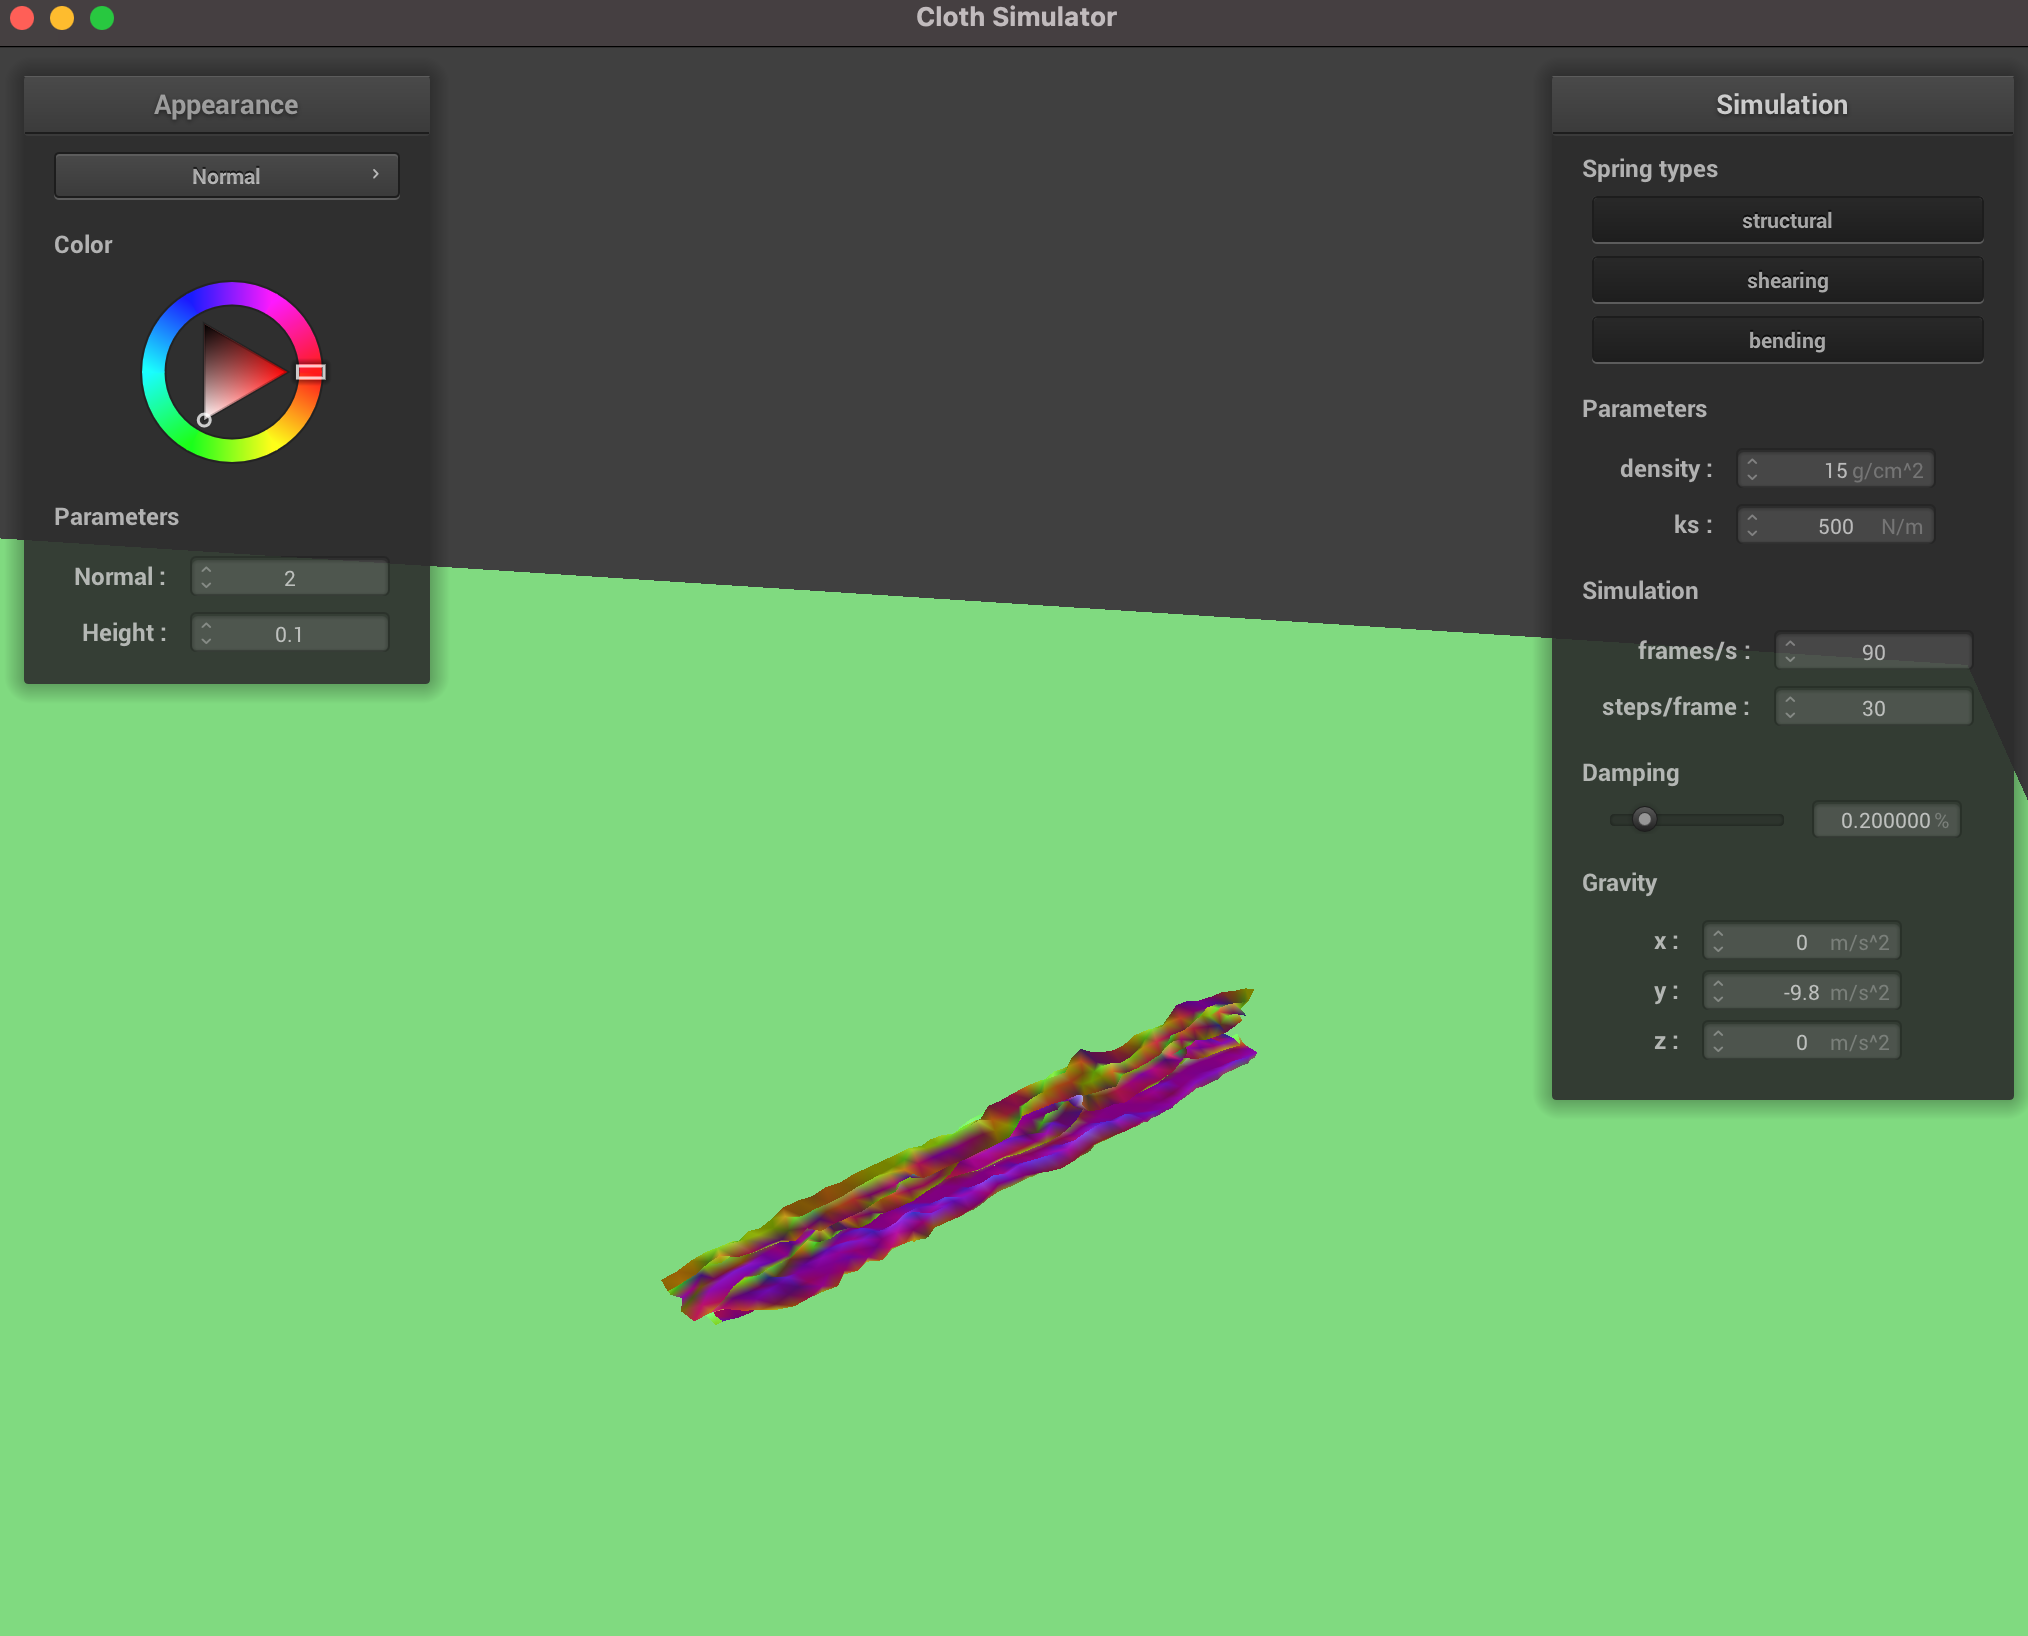 Cloth Simulator
Appearance
Normal
Color
Parameters
Normal : 2
Height : 0.1
Simulation
Spring types
structural
shearing
bending
Parameters
density : 15 g/cm^2
ks : 500 N/m
Simulation
frames/s : 90
steps/frame : 30
Damping
0.200000 %
Gravity
x : 0 m/s^2
y : -9.8 m/s^2
z : 0 m/s^2